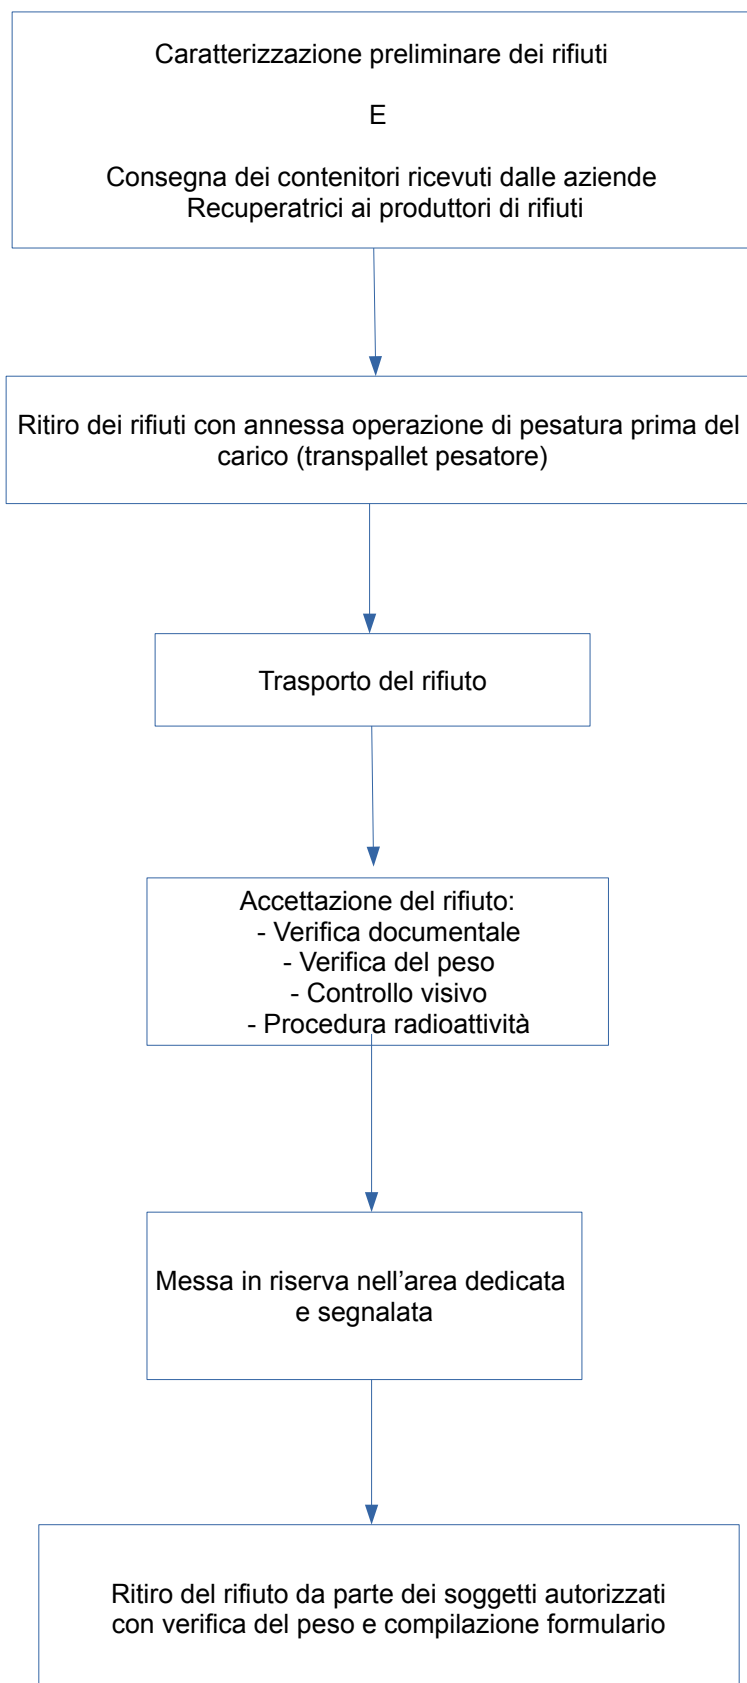 Caratterizzazione preliminare dei rifiuti
E
Consegna dei contenitori ricevuti dalle aziende
Recuperatrici ai produttori di rifiuti
Ritiro dei rifiuti con annessa operazione di pesatura prima del
carico (transpallet pesatore)
Trasporto del rifiuto
Accettazione del rifiuto:
- Verifica documentale
- Verifica del peso
- Controllo visivo
- Procedura radioattività
Messa in riserva nell’area dedicata
e segnalata
Ritiro del rifiuto da parte dei soggetti autorizzati
con verifica del peso e compilazione formulario